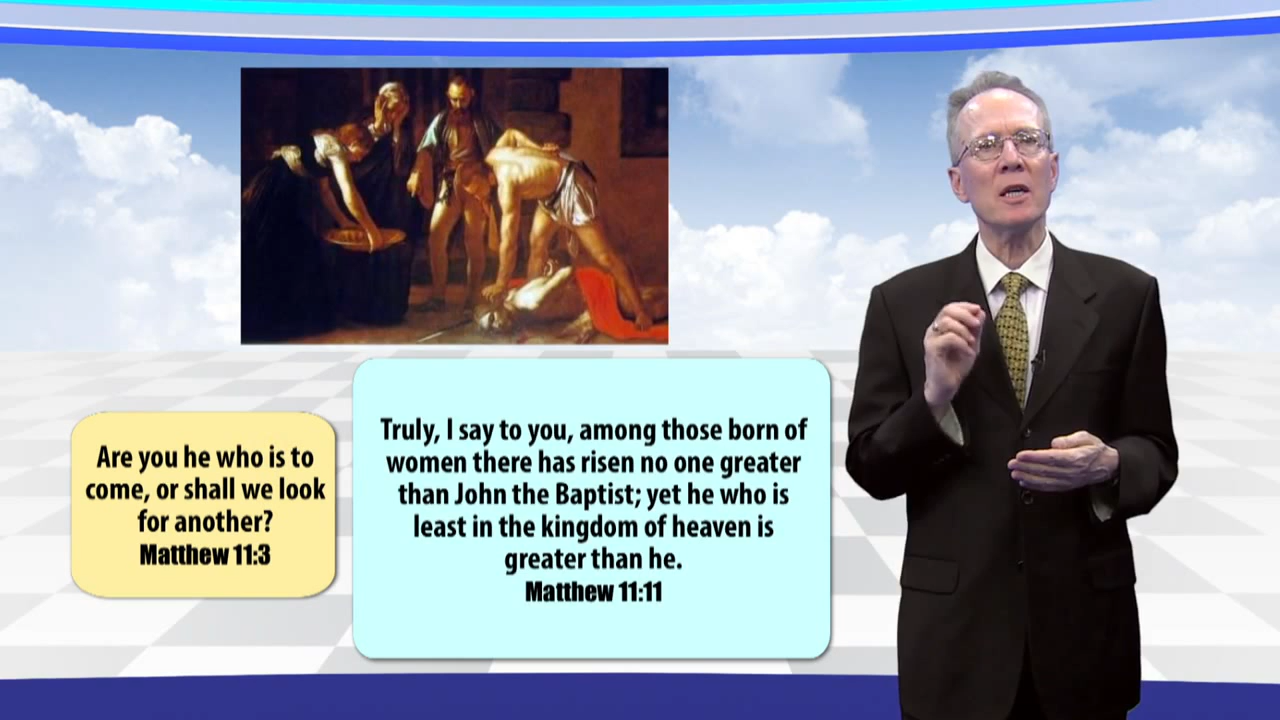 Are you he who is to
come, or shall we look
for another?
Matthew 11:3
Truly, I say to you, among those born of
women there has risen no one greater
than John the Baptist; yet he who is
least in the kingdom of heaven is
greater than he.
Matthew 11:11